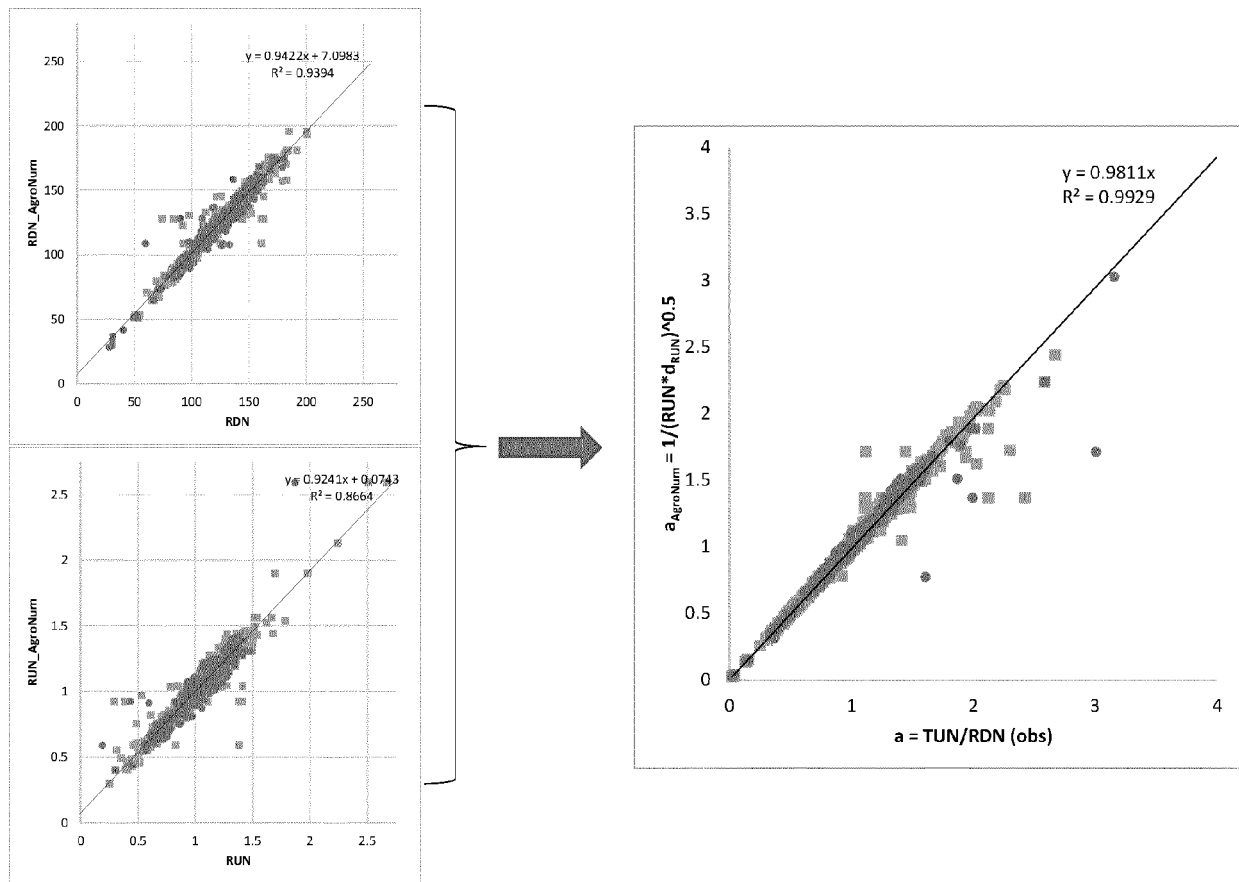 y = 0.9422x + 7.0983
R² = 0.9394
250
200
150
100
50
0
RDN_AgroNum
0 50 100 150 200 250
RDN
y = 0.9241x + 0.0743
R² = 0.8664
2.5
2
1.5
1
0.5
0
RUN_AgroNum
0 0.5 1 1.5 2 2.5
RUN
4
3.5
3
2.5
2
1.5
1
0.5
0
y = 0.9811x
R² = 0.9929
a_AgroNum = 1/(RUN*d_RUN)^0.5
0 1 2 3 4
a = TUN/RDN (obs)